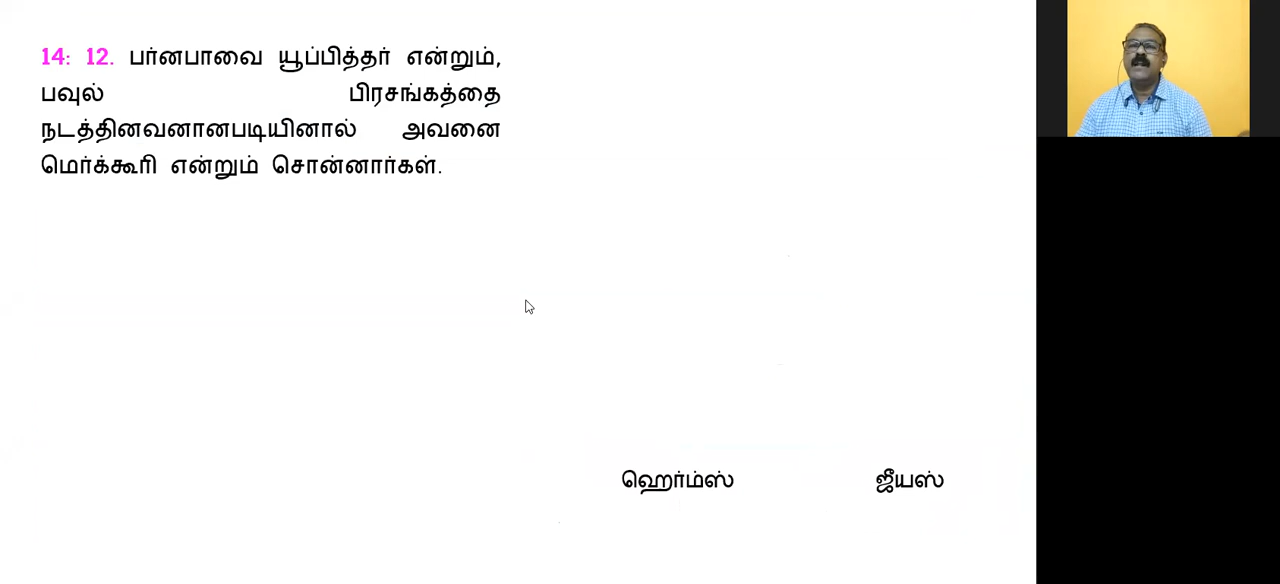 14: 12. பர்னபாவை யூப்பித்தர் என்றும்,
பவுல் பிரசங்கத்தை
நடத்தினவனானபடியினால் அவனை
மெர்க்கூரி என்றும் சொன்னார்கள்.
ஹெர்ம்ஸ் ஜீயஸ்